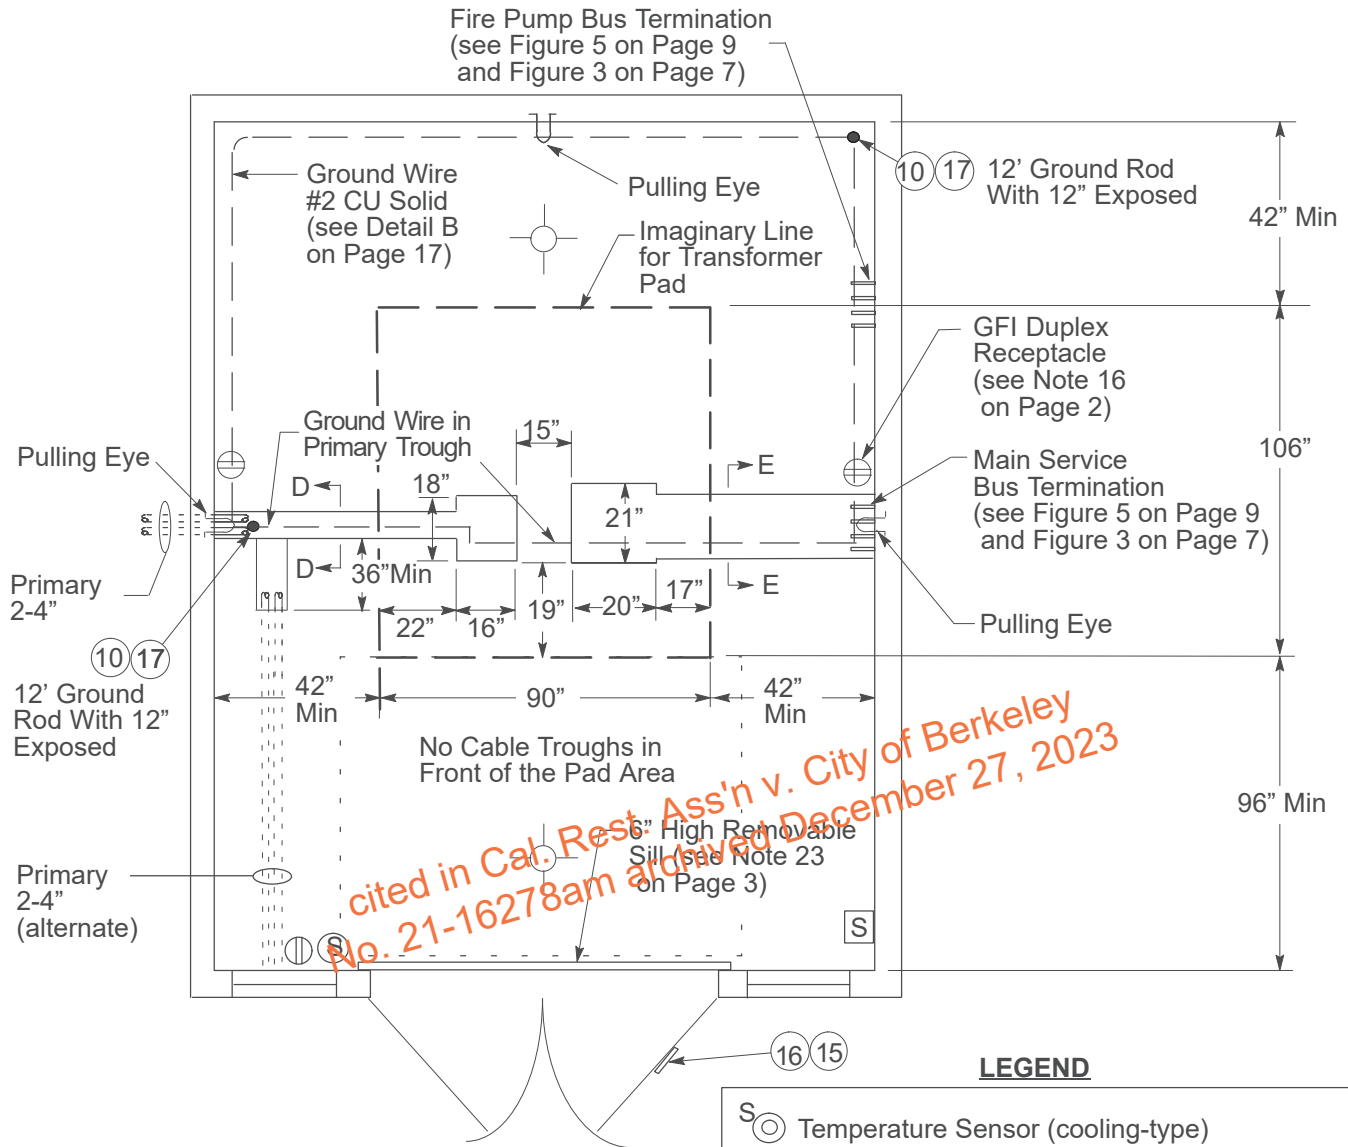 Fire Pump Bus Termination
(see Figure 5 on Page 9
and Figure 3 on Page 7)
Ground Wire
#2 CU Solid
(see Detail B
on Page 17)
Pulling Eye
10 17
12’ Ground Rod
With 12” Exposed
42” Min
Imaginary Line
for Transformer
Pad
GFI Duplex
Receptacle
(see Note 16
on Page 2)
Ground Wire in
Primary Trough
15”
106”
Pulling Eye
D
18”
E
21”
Main Service
Bus Termination
(see Figure 5 on Page 9
and Figure 3 on Page 7)
Primary
2-4”
D
36”Min
22”
16”
19”
20”
17”
E
Pulling Eye
10 17
12’ Ground
Rod With 12”
Exposed
42”
Min
90”
42”
Min
No Cable Troughs in
Front of the Pad Area
96” Min
6” High Removable
Sill (see Note 23
on Page 3)
cited in Cal. Rest. Ass'n v. City of Berkeley
No. 21-16278am archived December 27, 2023
Primary
2-4”
(alternate)
S
S
16 15
LEGEND
S
Temperature Sensor (cooling-type)